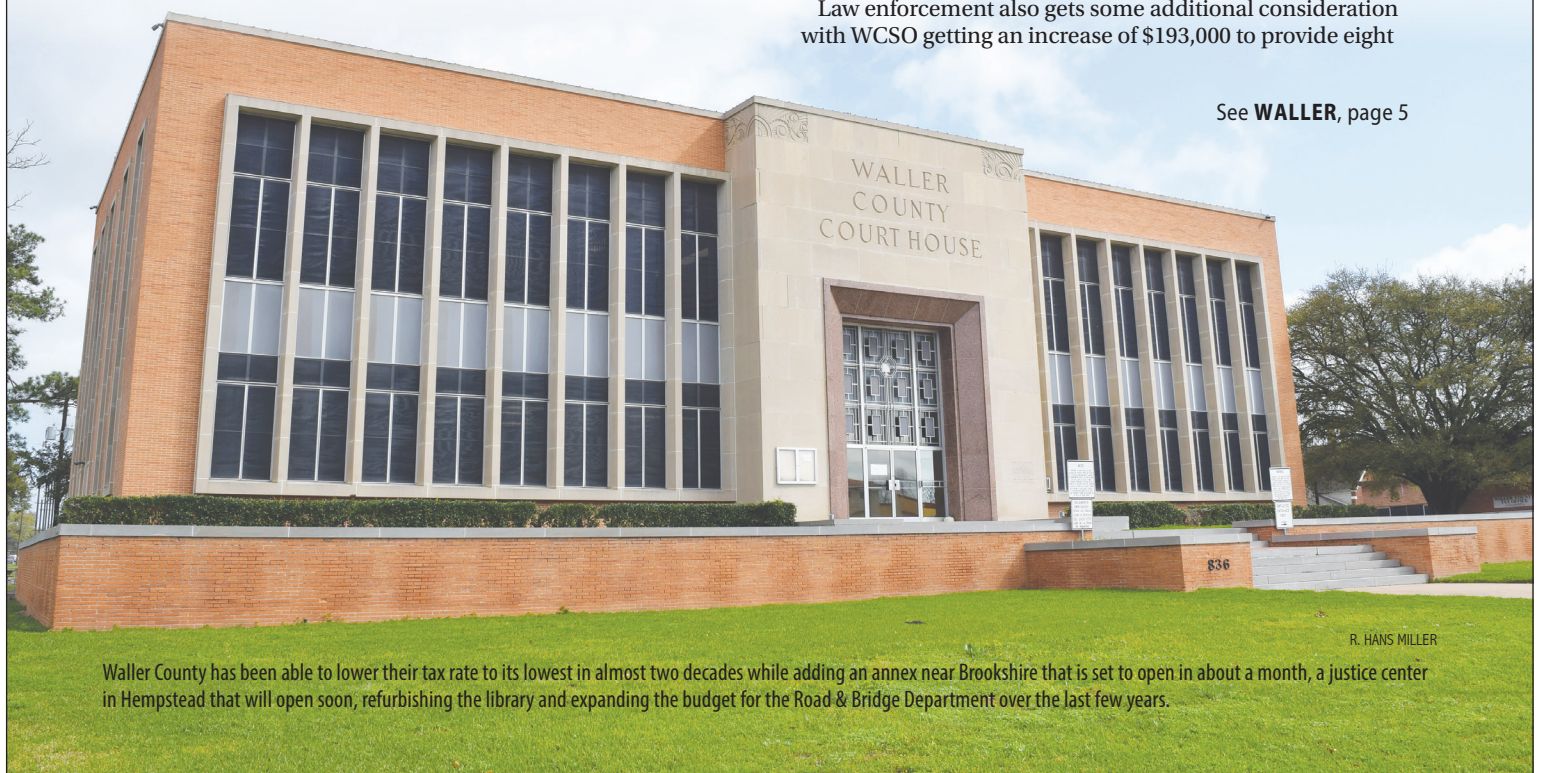 Law enforcement also gets some additional consideration
with WCSO getting an increase of $193,000 to provide eight
See WALLER, page 5
WALLER
COUNTY
COURT HOUSE
836
R. HANS MILLER
Waller County has been able to lower their tax rate to its lowest in almost two decades while adding an annex near Brookshire that is set to open in about a month, a justice center
in Hempstead that will open soon, refurbishing the library and expanding the budget for the Road & Bridge Department over the last few years.